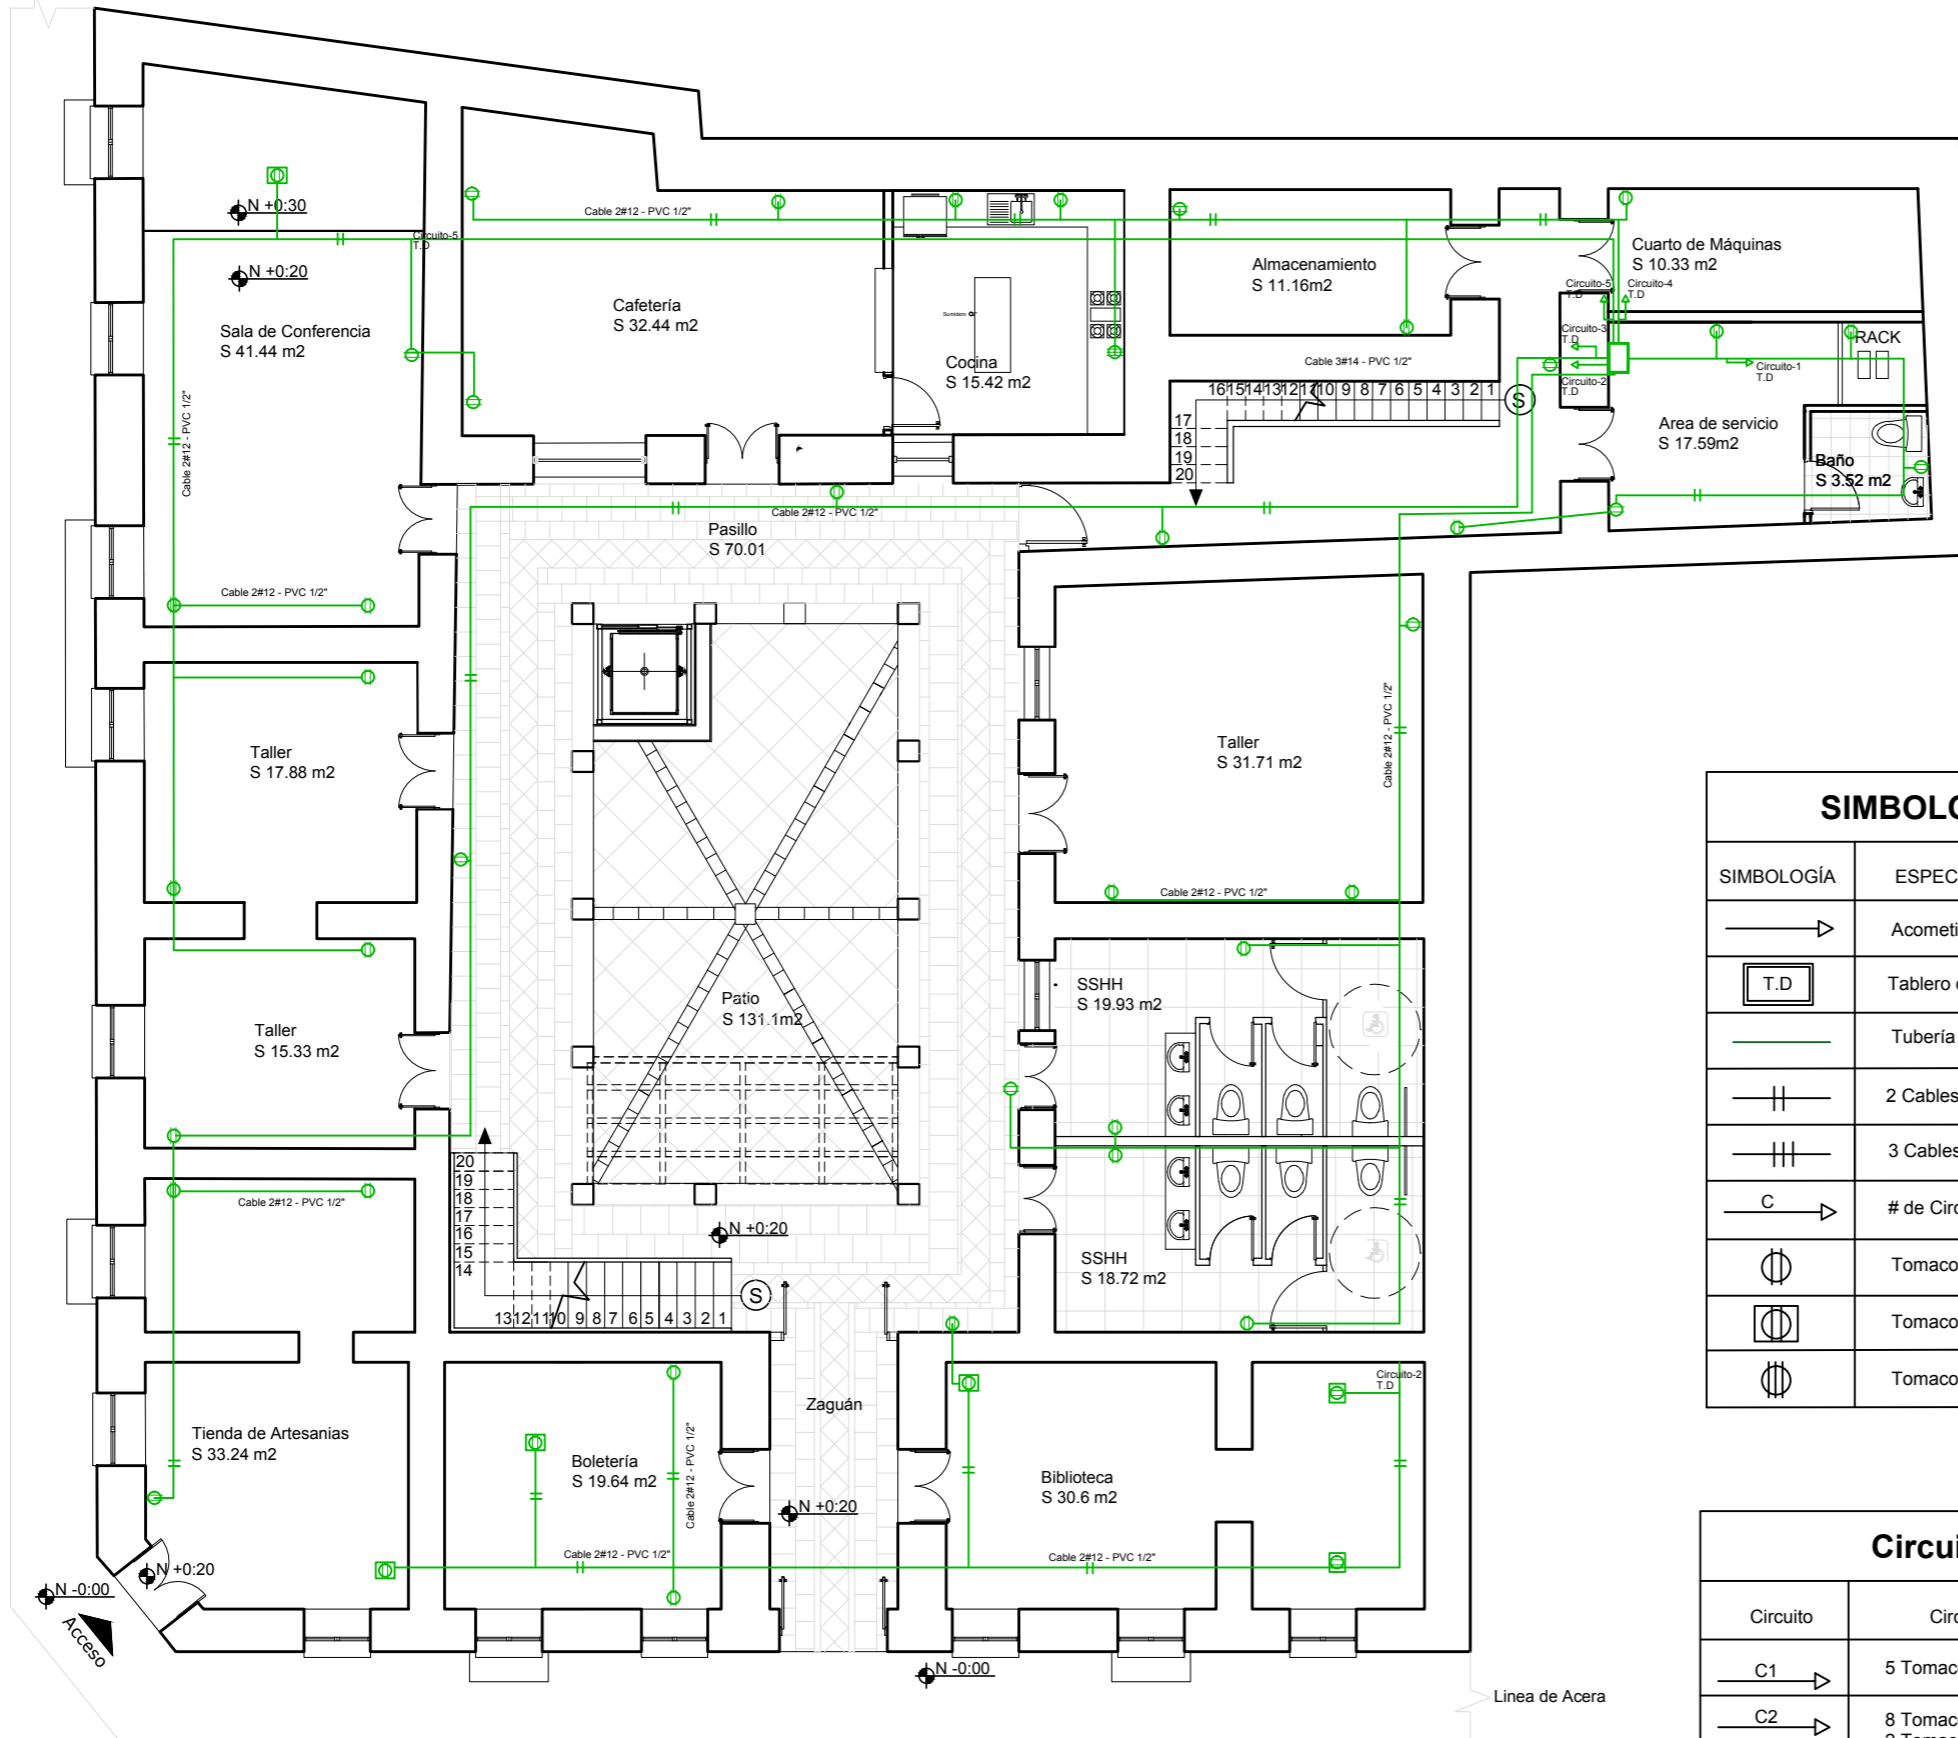 N +0:30
Circuito-5
T.D
N +0:20
Sala de Conferencia
S 41.44 m2
Cable 2#12 - PVC 1/2"
Cable 2#12 - PVC 1/2"
Cable 2#12 - PVC 1/2"
Cafetería
S 32.44 m2
Sumidero
Cocina
S 15.42 m2
Almacenamiento
S 11.16m2
Cable 3#14 - PVC 1/2"
16 15 14 13 12 11 10 9 8 7 6 5 4 3 2 1
S
17
18
19
20
Cuarto de Máquinas
S 10.33 m2
Circuito-5
T.D
Circuito-4
T.D
Circuito-3
T.D
Circuito-2
T.D
Circuito-1
T.D
RACK
Area de servicio
S 17.59m2
Baño
S 3.52 m2
Cable 2#12 - PVC 1/2"
Pasillo
S 70.01
Taller
S 17.88 m2
Taller
S 31.71 m2
Cable 2#12 - PVC 1/2"
Cable 2#12 - PVC 1/2"
Taller
S 15.33 m2
Patio
S 131.1m2
SSHH
S 19.93 m2
SSHH
S 18.72 m2
Cable 2#12 - PVC 1/2"
20
19
18
17
16
15
14
13 12 11 10 9 8 7 6 5 4 3 2 1
S
N +0:20
Zaguán
N +0:20
Tienda de Artesanias
S 33.24 m2
Boletería
S 19.64 m2
Cable 2#12 - PVC 1/2"
Cable 2#12 - PVC 1/2"
Biblioteca
S 30.6 m2
Cable 2#12 - PVC 1/2"
Circuito-2
T.D
N +0:20
N -0:00
Acceso
N -0:00
Linea de Acera
SIMBOLO
SIMBOLOGÍA ESPEC
Acometi
T.D Tablero
Tubería
2 Cables
3 Cables
C # de Circ
Tomaco
Tomaco
Tomaco
Circui
Circuito Circ
C1 5 Tomac
C2 8 Tomac